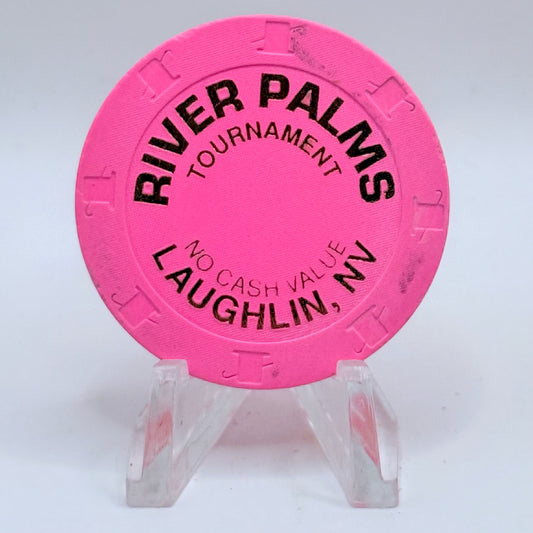 RIVER PALMS
TOURNAMENT
NO CASH VALUE
LAUGHLIN, NV